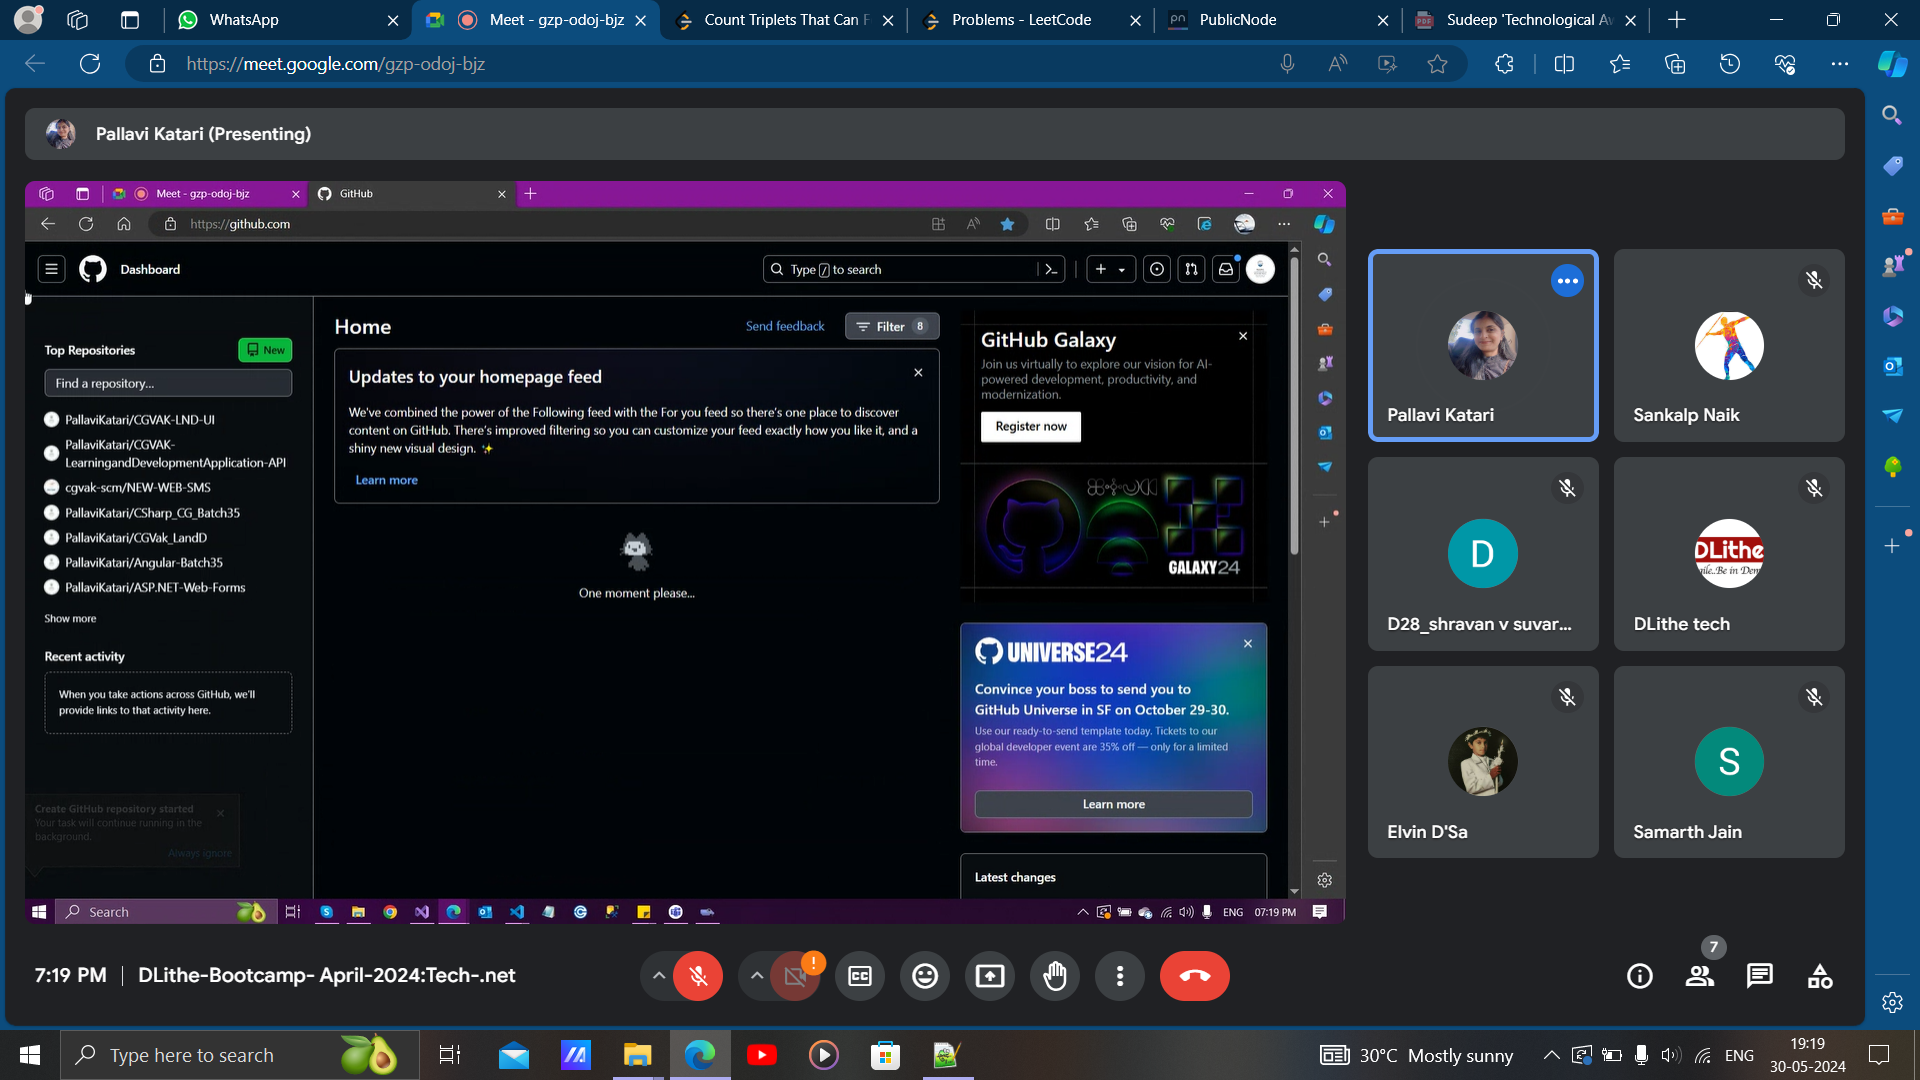 WhatsApp
Meet - gzp-odoj-bjz
Count Triplets That Can F
Problems - LeetCode
PublicNode
Sudeep 'Technological Aw
https://meet.google.com/gzp-odoj-bjz
Pallavi Katari (Presenting)
Meet - gzp-odoj-bjz
GitHub
https://github.com
Dashboard
Type / to search
Home
Send feedback
Filter 8
Top Repositories
New
Find a repository...
PallaviKatari/CGVAK-LND-UI
PallaviKatari/CGVAK-
LearningandDevelopmentApplication-API
cgvak-scm/NEW-WEB-SMS
PallaviKatari/CSharp_CG_Batch35
PallaviKatari/CGVak_LandD
PallaviKatari/Angular-Batch35
PallaviKatari/ASP.NET-Web-Forms
Show more
Recent activity
When you take actions across GitHub, we'll
provide links to that activity here.
Create GitHub repository started
Your task will continue running in the
background.
Always ignore
Updates to your homepage feed
We've combined the power of the Following feed with the For you feed so there's one place to discover
content on GitHub. There's improved filtering so you can customize your feed exactly how you like it, and a
shiny new visual design. ✨
Learn more
One moment please...
GitHub Galaxy
Join us virtually to explore our vision for AI-
powered development, productivity, and
modernization.
Register now
GALAXY24
UNIVERSE24
Convince your boss to send you to
GitHub Universe in SF on October 29-30.
Use our ready-to-send template today. Tickets to our
global developer event are 35% off — only for a limited
time.
Learn more
Latest changes
Search
ENG
07:19 PM
Pallavi Katari
Sankalp Naik
D
D28_shravan v suvar...
DLithe
DLithe tech
Elvin D'Sa
S
Samarth Jain
7:19 PM
DLithe-Bootcamp- April-2024:Tech-.net
CC
7
Type here to search
30°C Mostly sunny
ENG
19:19
30-05-2024